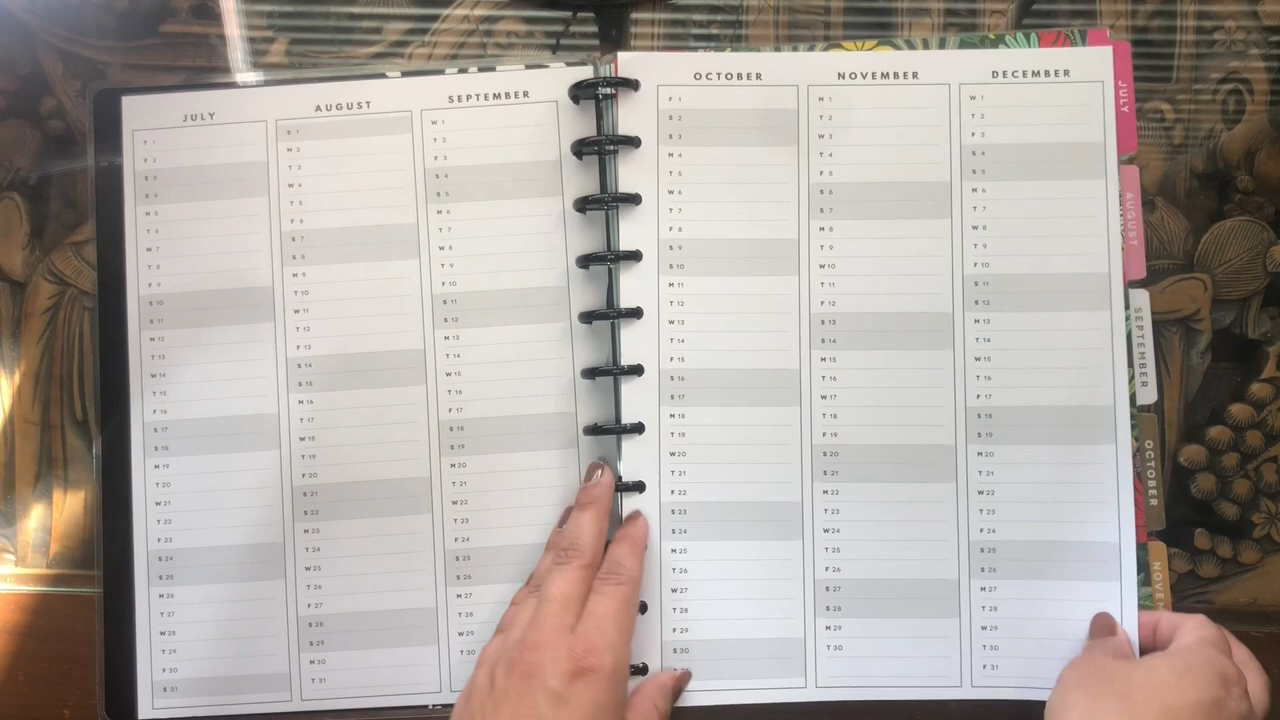 JULY
T 1
F 2
S 3
S 4
M 5
T 6
W 7
T 8
F 9
S 10
S 11
M 12
T 13
W 14
T 15
F 16
S 17
S 18
M 19
T 20
W 21
T 22
F 23
S 24
S 25
M 26
T 27
W 28
T 29
F 30
S 31
AUGUST
S 1
M 2
T 3
W 4
T 5
F 6
S 7
S 8
M 9
T 10
W 11
T 12
F 13
S 14
S 15
M 16
T 17
W 18
T 19
F 20
S 21
S 22
M 23
T 24
W 25
T 26
F 27
S 28
S 29
M 30
T 31
SEPTEMBER
W 1
T 2
F 3
S 4
S 5
M 6
T 7
W 8
T 9
F 10
S 11
S 12
M 13
T 14
W 15
T 16
F 17
S 18
S 19
M 20
T 21
W 22
T 23
F 24
S 25
S 26
M 27
T 28
W 29
T 30
OCTOBER
F 1
S 2
S 3
M 4
T 5
W 6
T 7
F 8
S 9
S 10
M 11
T 12
W 13
T 14
F 15
S 16
S 17
M 18
T 19
W 20
T 21
F 22
S 23
S 24
M 25
T 26
W 27
T 28
F 29
S 30
NOVEMBER
M 1
T 2
W 3
T 4
F 5
S 6
S 7
M 8
T 9
W 10
T 11
F 12
S 13
S 14
M 15
T 16
W 17
T 18
F 19
S 20
S 21
M 22
T 23
W 24
T 25
F 26
S 27
S 28
M 29
T 30
DECEMBER
W 1
T 2
F 3
S 4
S 5
M 6
T 7
W 8
T 9
F 10
S 11
S 12
M 13
T 14
W 15
T 16
F 17
S 18
S 19
M 20
T 21
W 22
T 23
F 24
S 25
S 26
M 27
T 28
W 29
T 30
F 31
JULY
AUGUST
SEPTEMBER
OCTOBER
NOVEM